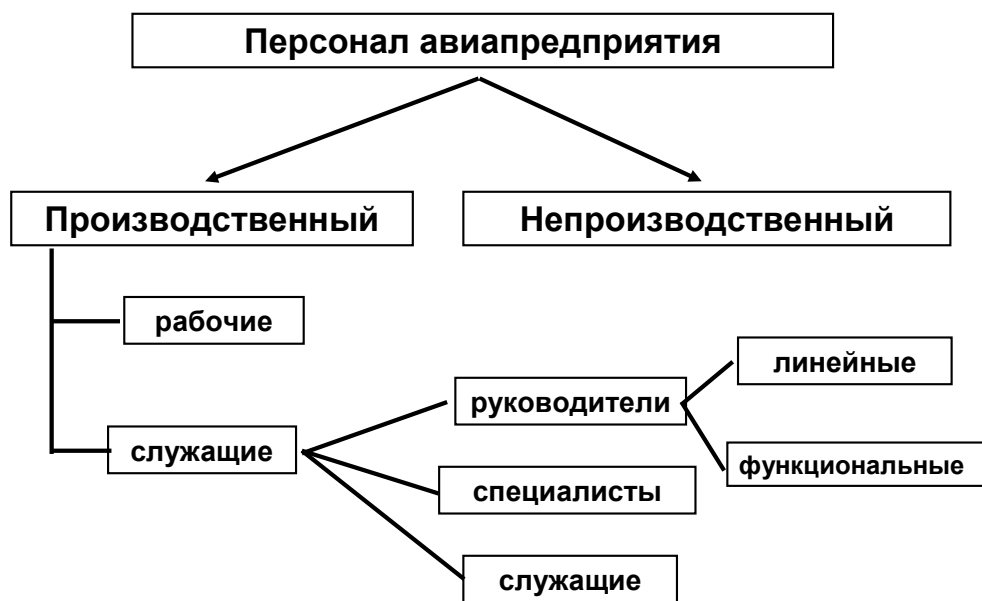 Персонал авиапредприятия
Производственный
Непроизводственный
рабочие
линейные
руководители
служащие
функциональные
специалисты
служащие